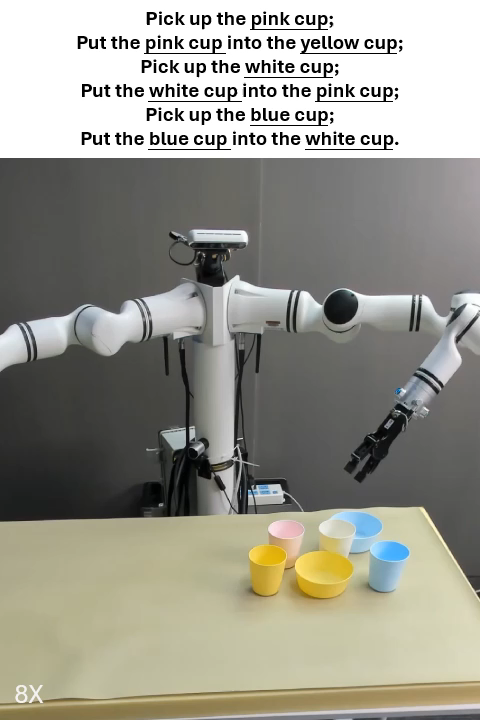 Pick up the pink cup;
Put the pink cup into the yellow cup;
Pick up the white cup;
Put the white cup into the pink cup;
Pick up the blue cup;
Put the blue cup into the white cup.
8X